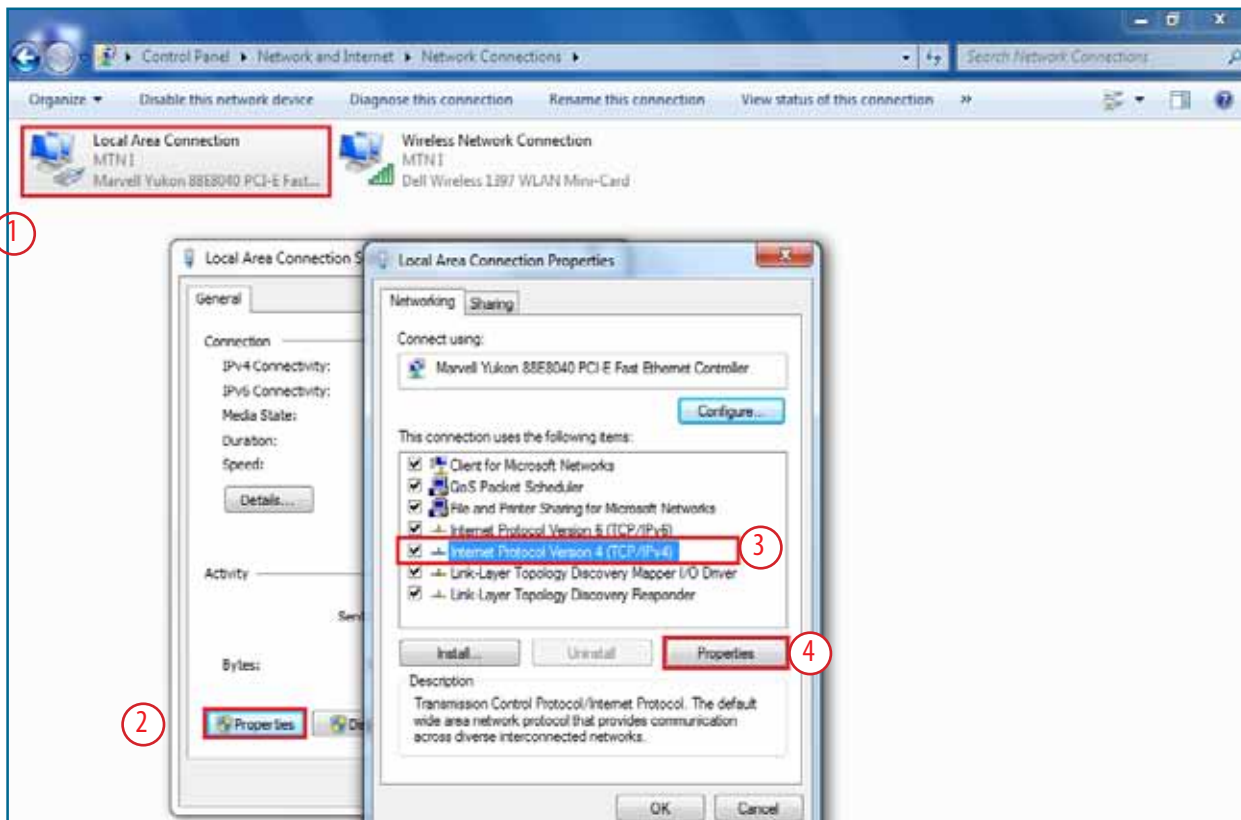 Control Panel ▸ Network and Internet ▸ Network Connections ▸
Search Network Connections
Organize ▾ Disable this network device Diagnose this connection Rename this connection View status of this connection »
Local Area Connection
MTN I
Marvell Yukon 88E8040 PCI-E Fast...
Wireless Network Connection
MTN I
Dell Wireless 1397 WLAN Mini-Card
1
Local Area Connection S
General
Connection
IPv4 Connectivity:
IPv6 Connectivity:
Media State:
Duration:
Speed:
Details...
Activity
Sent
Bytes:
2
Properties
Local Area Connection Properties
Networking Sharing
Connect using:
Marvell Yukon 88E8040 PCI-E Fast Ethernet Controller
Configure...
This connection uses the following items:
Client for Microsoft Networks
QoS Packet Scheduler
File and Printer Sharing for Microsoft Networks
Internet Protocol Version 6 (TCP/IPv6)
Internet Protocol Version 4 (TCP/IPv4)
3
Link-Layer Topology Discovery Mapper I/O Driver
Link-Layer Topology Discovery Responder
Install... Uninstall Properties
4
Description
Transmission Control Protocol/Internet Protocol. The default
wide area network protocol that provides communication
across diverse interconnected networks.
OK Cancel